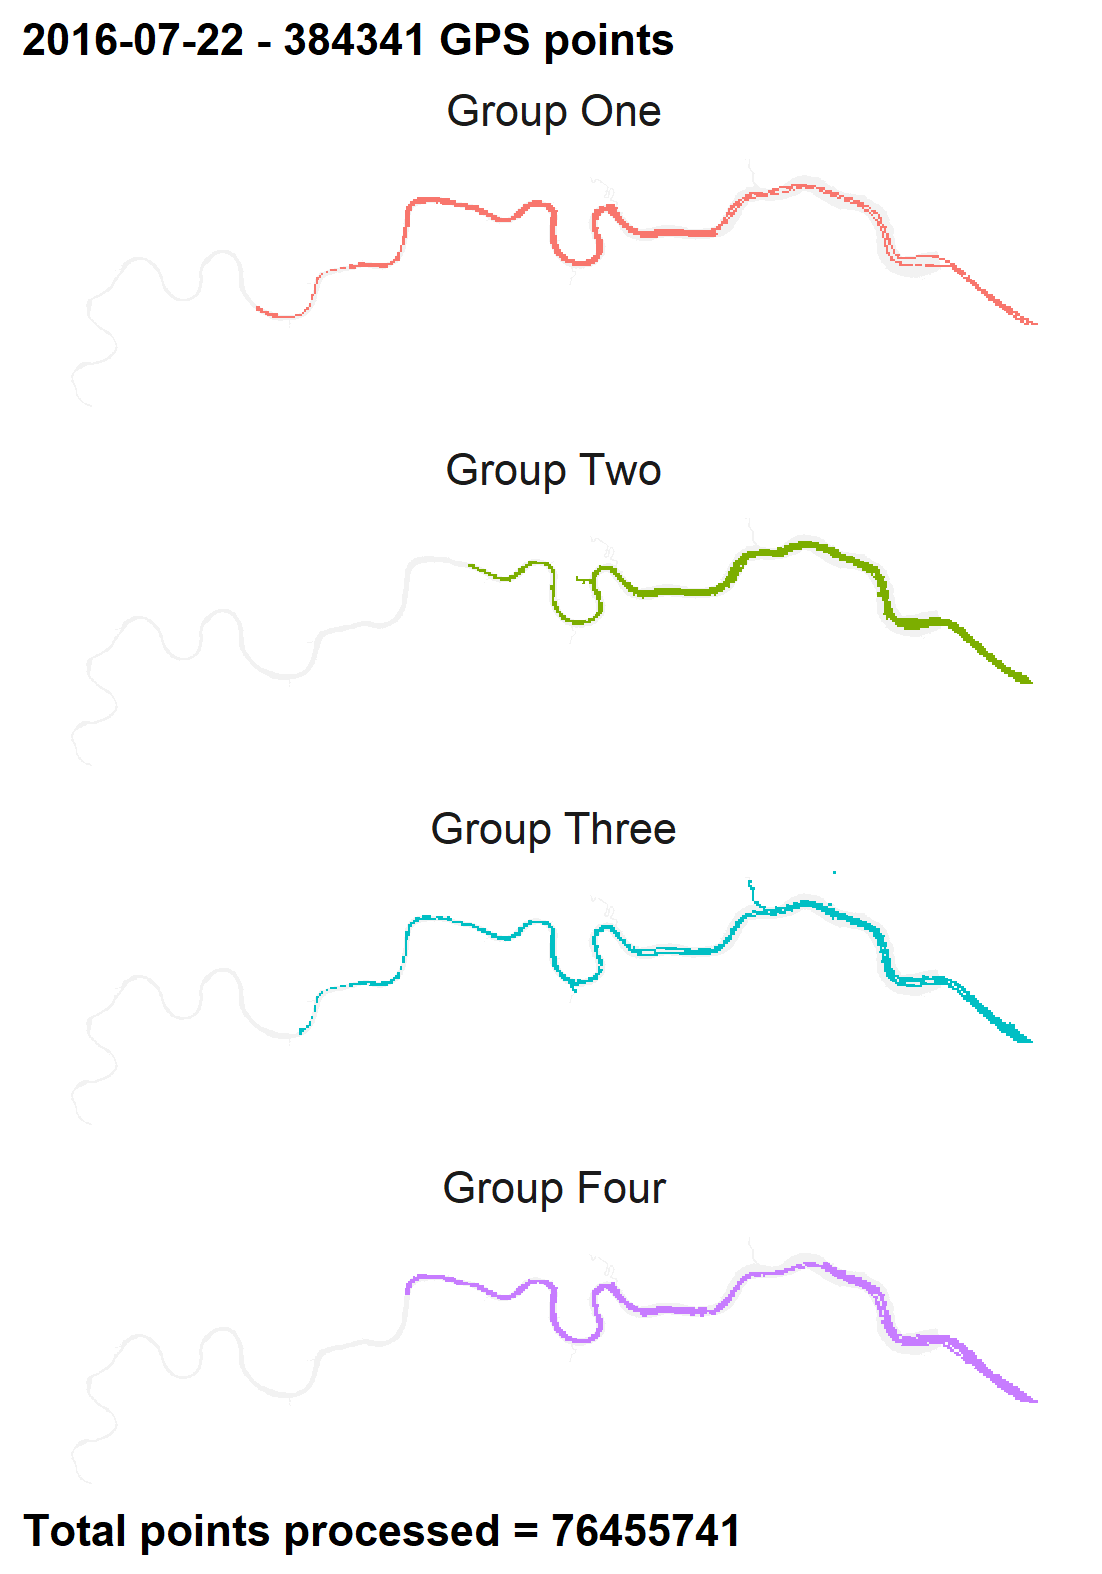 2016-07-22 - 384341 GPS points
Group One
Group Two
Group Three
Group Four
Total points processed = 76455741